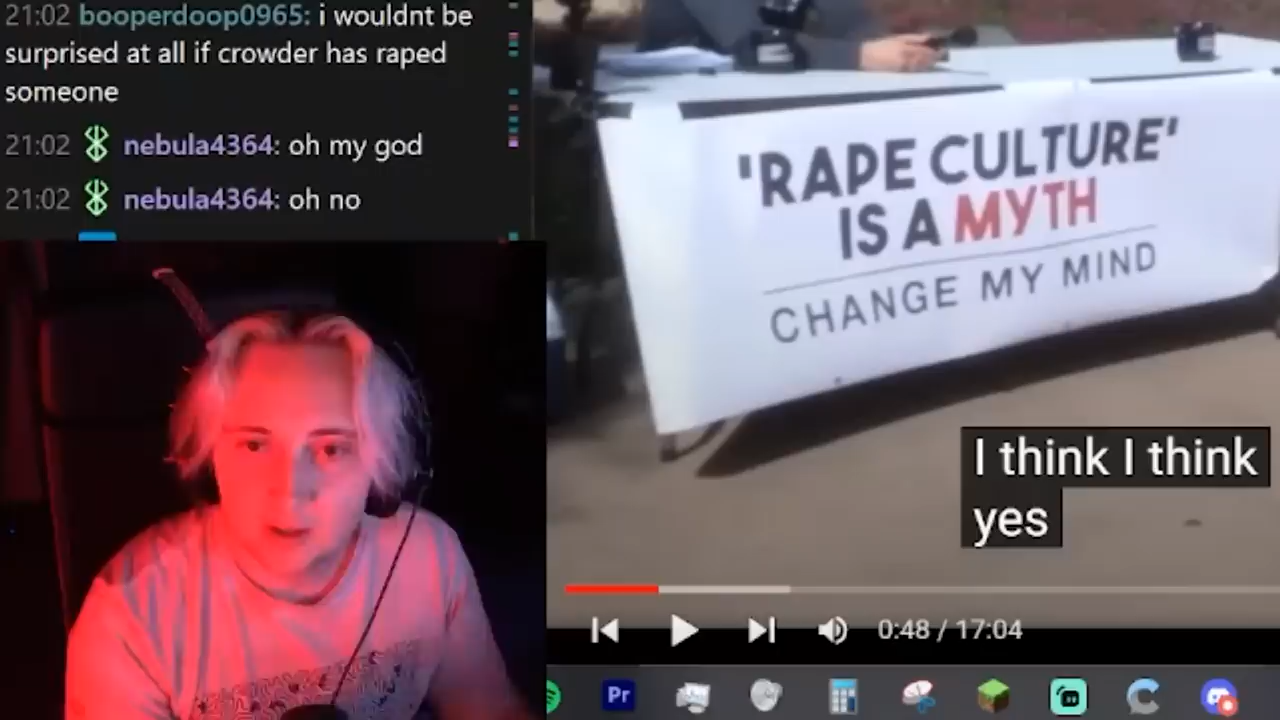 21:02 booperdoop0965: i wouldnt be
surprised at all if crowder has raped
someone
21:02 nebula4364: oh my god
21:02 nebula4364: oh no
'RAPE CULTURE'
IS A MYTH
CHANGE MY MIND
I think I think
yes
0:48 / 17:04
Pr